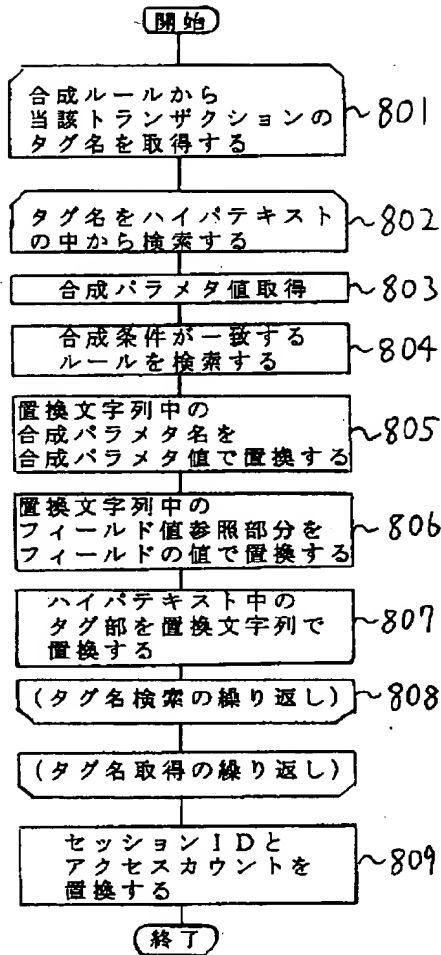 開始
合成ルールから
当該トランザクションの
タグ名を取得する
~801
タグ名をハイパテキスト
の中から検索する
~802
合成パラメタ値取得
~803
合成条件が一致する
ルールを検索する
~804
置換文字列中の
合成パラメタ名を
合成パラメタ値で置換する
~805
置換文字列中の
フィールド値参照部分を
フィールドの値で置換する
~806
ハイパテキスト中の
タグ部を置換文字列で
置換する
~807
(タグ名検索の繰り返し)
~808
(タグ名取得の繰り返し)
セッションIDと
アクセスカウントを
置換する
~809
終了